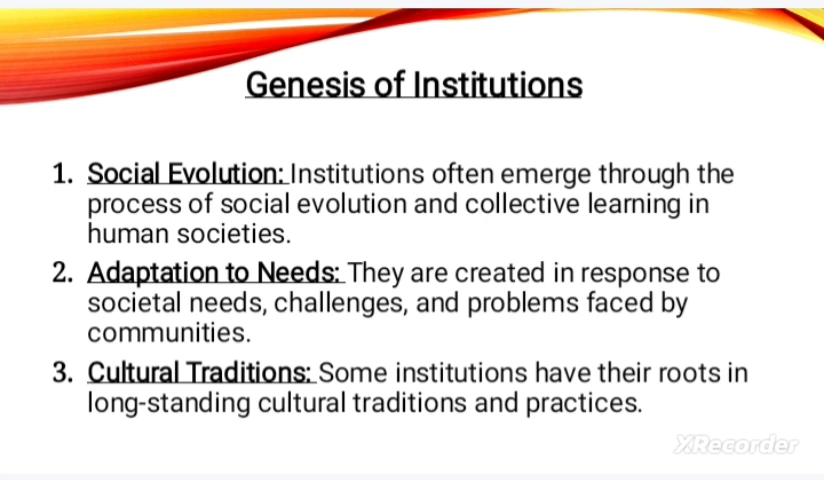 Genesis of Institutions
1. Social Evolution: Institutions often emerge through the
process of social evolution and collective learning in
human societies.
2. Adaptation to Needs: They are created in response to
societal needs, challenges, and problems faced by
communities.
3. Cultural Traditions: Some institutions have their roots in
long-standing cultural traditions and practices.
XRecorder